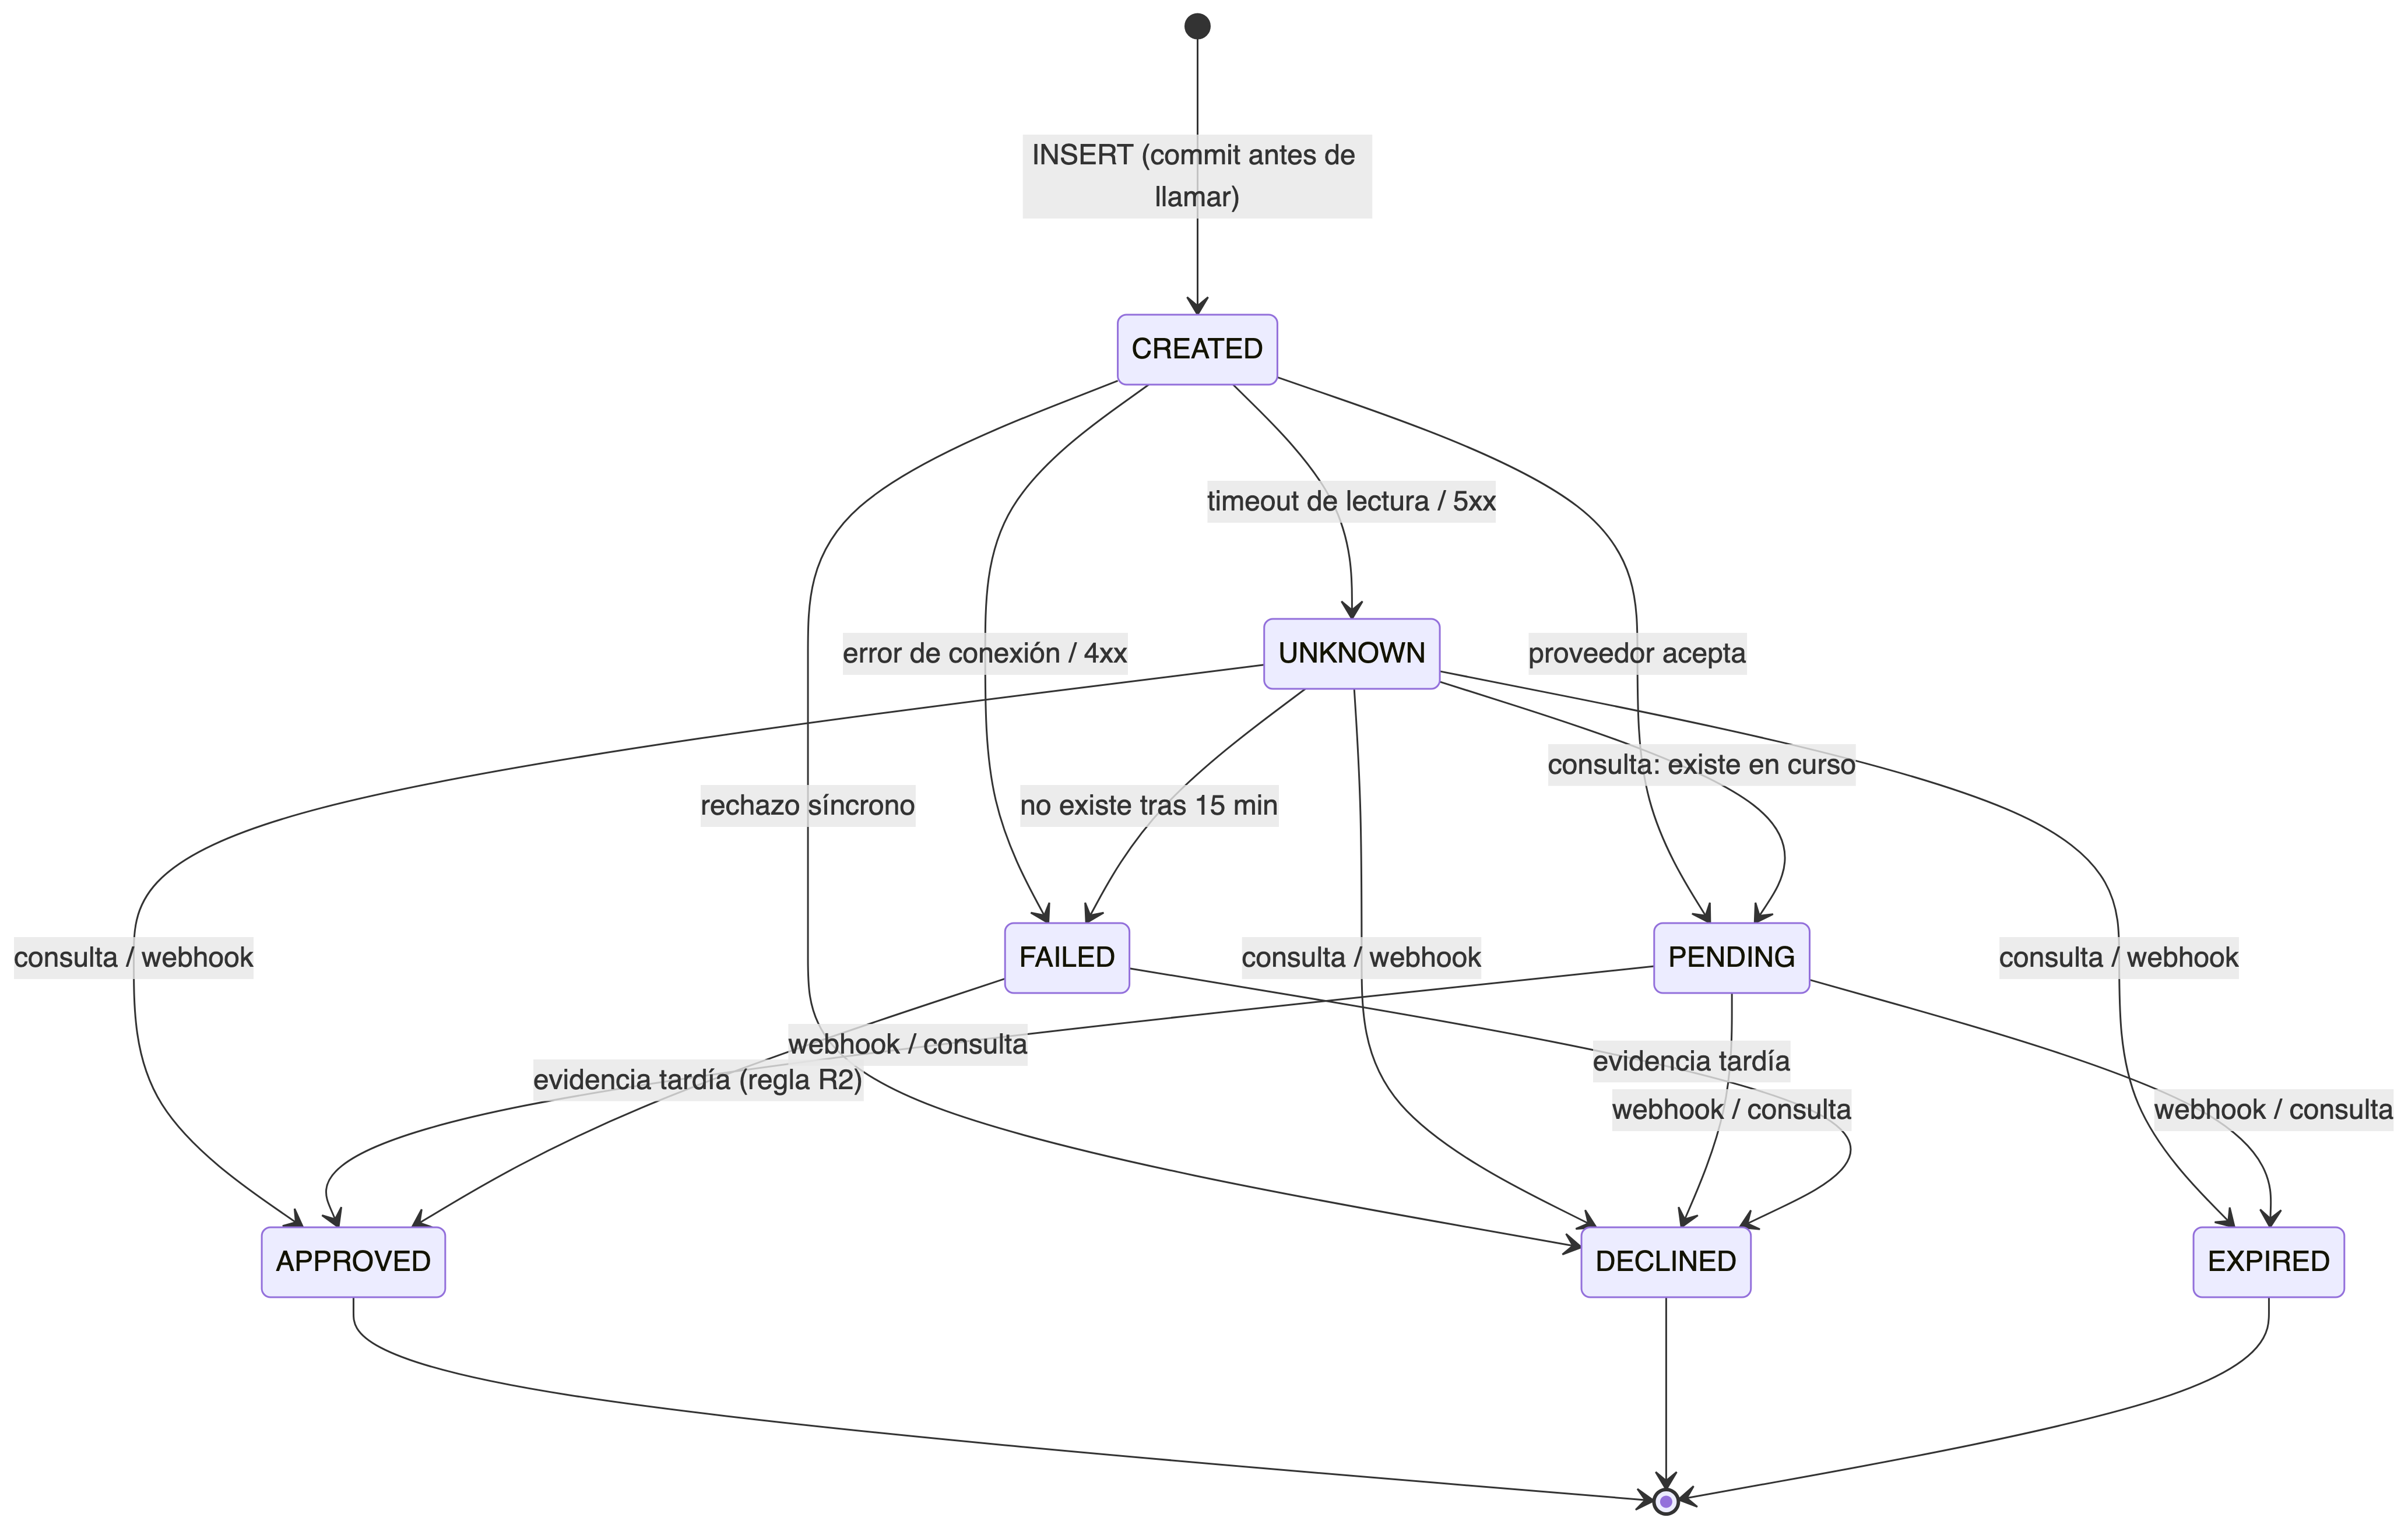 INSERT (commit antes de
llamar)
CREATED
timeout de lectura / 5xx
error de conexión / 4xx
UNKNOWN
proveedor acepta
consulta: existe en curso
rechazo síncrono
no existe tras 15 min
consulta / webhook
FAILED
consulta / webhook
PENDING
consulta / webhook
webhook / consulta
evidencia tardía
evidencia tardía (regla R2)
webhook / consulta
webhook / consulta
APPROVED
DECLINED
EXPIRED